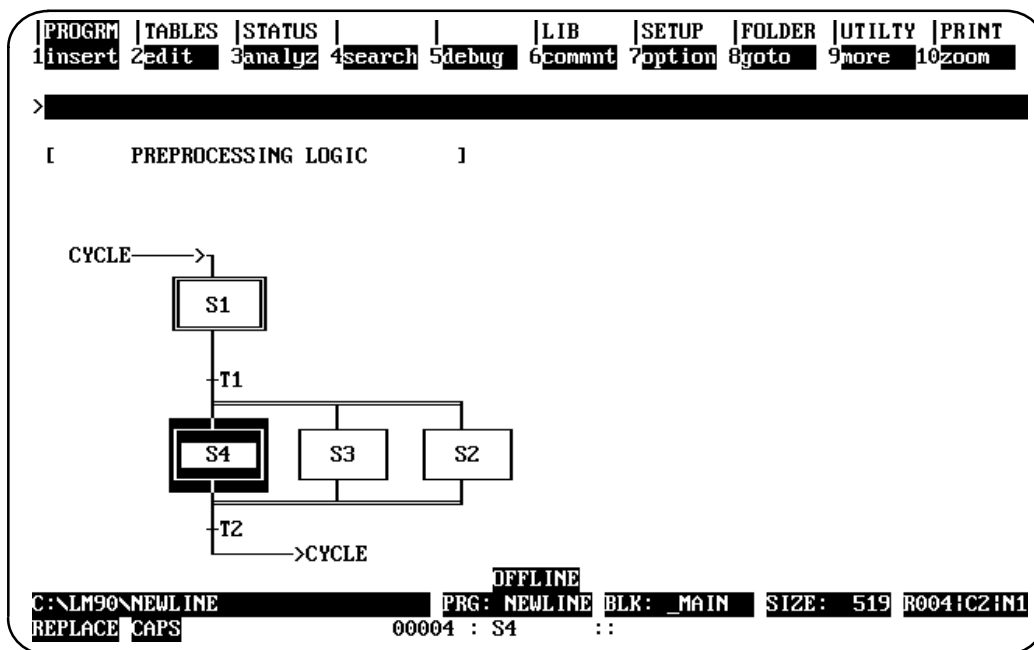 |PROGRM |TABLES |STATUS | | |LIB |SETUP |FOLDER |UTILTY |PRINT
1insert 2edit 3analyz 4search 5debug 6commnt 7option 8goto 9more 10zoom
>
[ PREPROCESSING LOGIC ]
CYCLE
S1
T1
S4 S3 S2
T2
>CYCLE
OFFLINE
C:\LM90\NEWLINE PRG: NEWLINE BLK: _MAIN SIZE: 519 R004|C2|N1
REPLACE CAPS 00004 : S4 ::